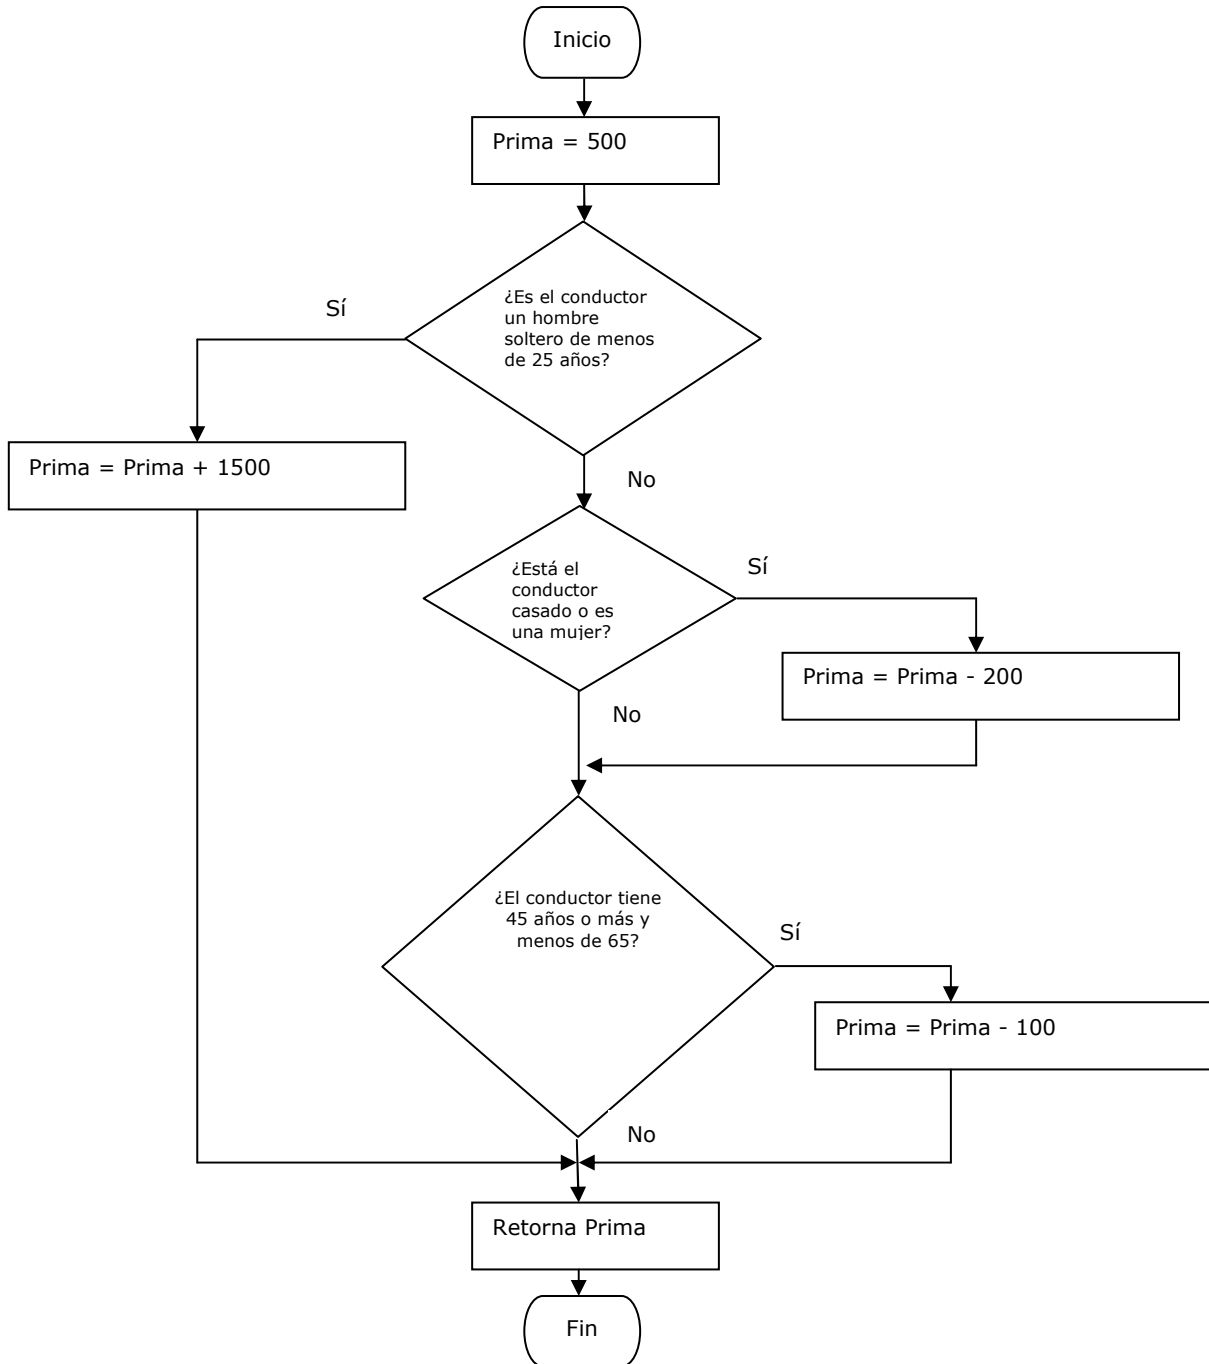 Inicio
Prima = 500
¿Es el conductor
un hombre
soltero de menos
de 25 años?
Sí
Prima = Prima + 1500
No
¿Está el
conductor
casado o es
una mujer?
Sí
Prima = Prima - 200
No
¿El conductor tiene
45 años o más y
menos de 65?
Sí
Prima = Prima - 100
No
Retorna Prima
Fin